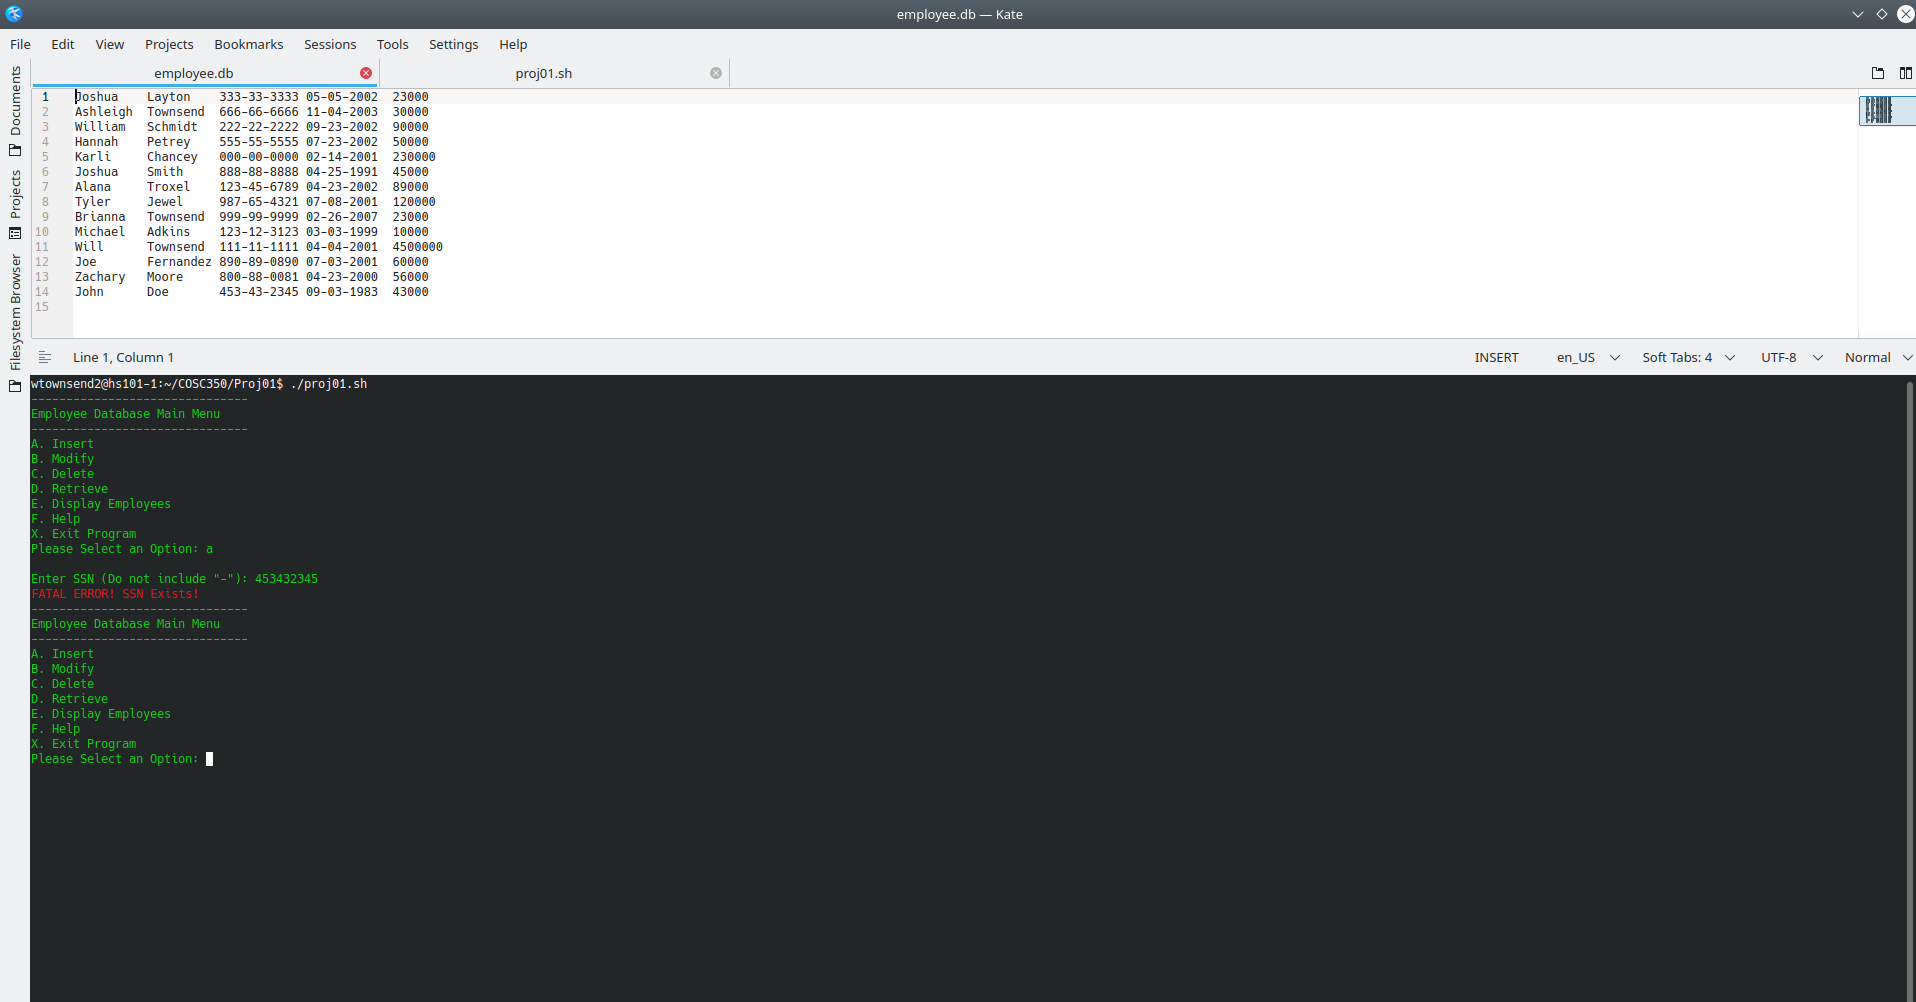 employee.db — Kate
File Edit View Projects Bookmarks Sessions Tools Settings Help
employee.db proj01.sh
Documents
Projects
Filesystem Browser
1 Joshua Layton 333-33-3333 05-05-2002 23000
2 Ashleigh Townsend 666-66-6666 11-04-2003 30000
3 William Schmidt 222-22-2222 09-23-2002 90000
4 Hannah Petrey 555-55-5555 07-23-2002 50000
5 Karli Chancey 000-00-0000 02-14-2001 230000
6 Joshua Smith 888-88-8888 04-25-1991 45000
7 Alana Troxel 123-45-6789 04-23-2002 89000
8 Tyler Jewel 987-65-4321 07-08-2001 120000
9 Brianna Townsend 999-99-9999 02-26-2007 23000
10 Michael Adkins 123-12-3123 03-03-1999 10000
11 Will Townsend 111-11-1111 04-04-2001 4500000
12 Joe Fernandez 890-89-0890 07-03-2001 60000
13 Zachary Moore 800-88-0081 04-23-2000 56000
14 John Doe 453-43-2345 09-03-1983 43000
15
Line 1, Column 1 INSERT en_US Soft Tabs: 4 UTF-8 Normal
wtownsend2@hs101-1:~/COSC350/Proj01$ ./proj01.sh
-------------------------------
Employee Database Main Menu
-------------------------------
A. Insert
B. Modify
C. Delete
D. Retrieve
E. Display Employees
F. Help
X. Exit Program
Please Select an Option: a
Enter SSN (Do not include "-"): 453432345
FATAL ERROR! SSN Exists!
-------------------------------
Employee Database Main Menu
-------------------------------
A. Insert
B. Modify
C. Delete
D. Retrieve
E. Display Employees
F. Help
X. Exit Program
Please Select an Option: